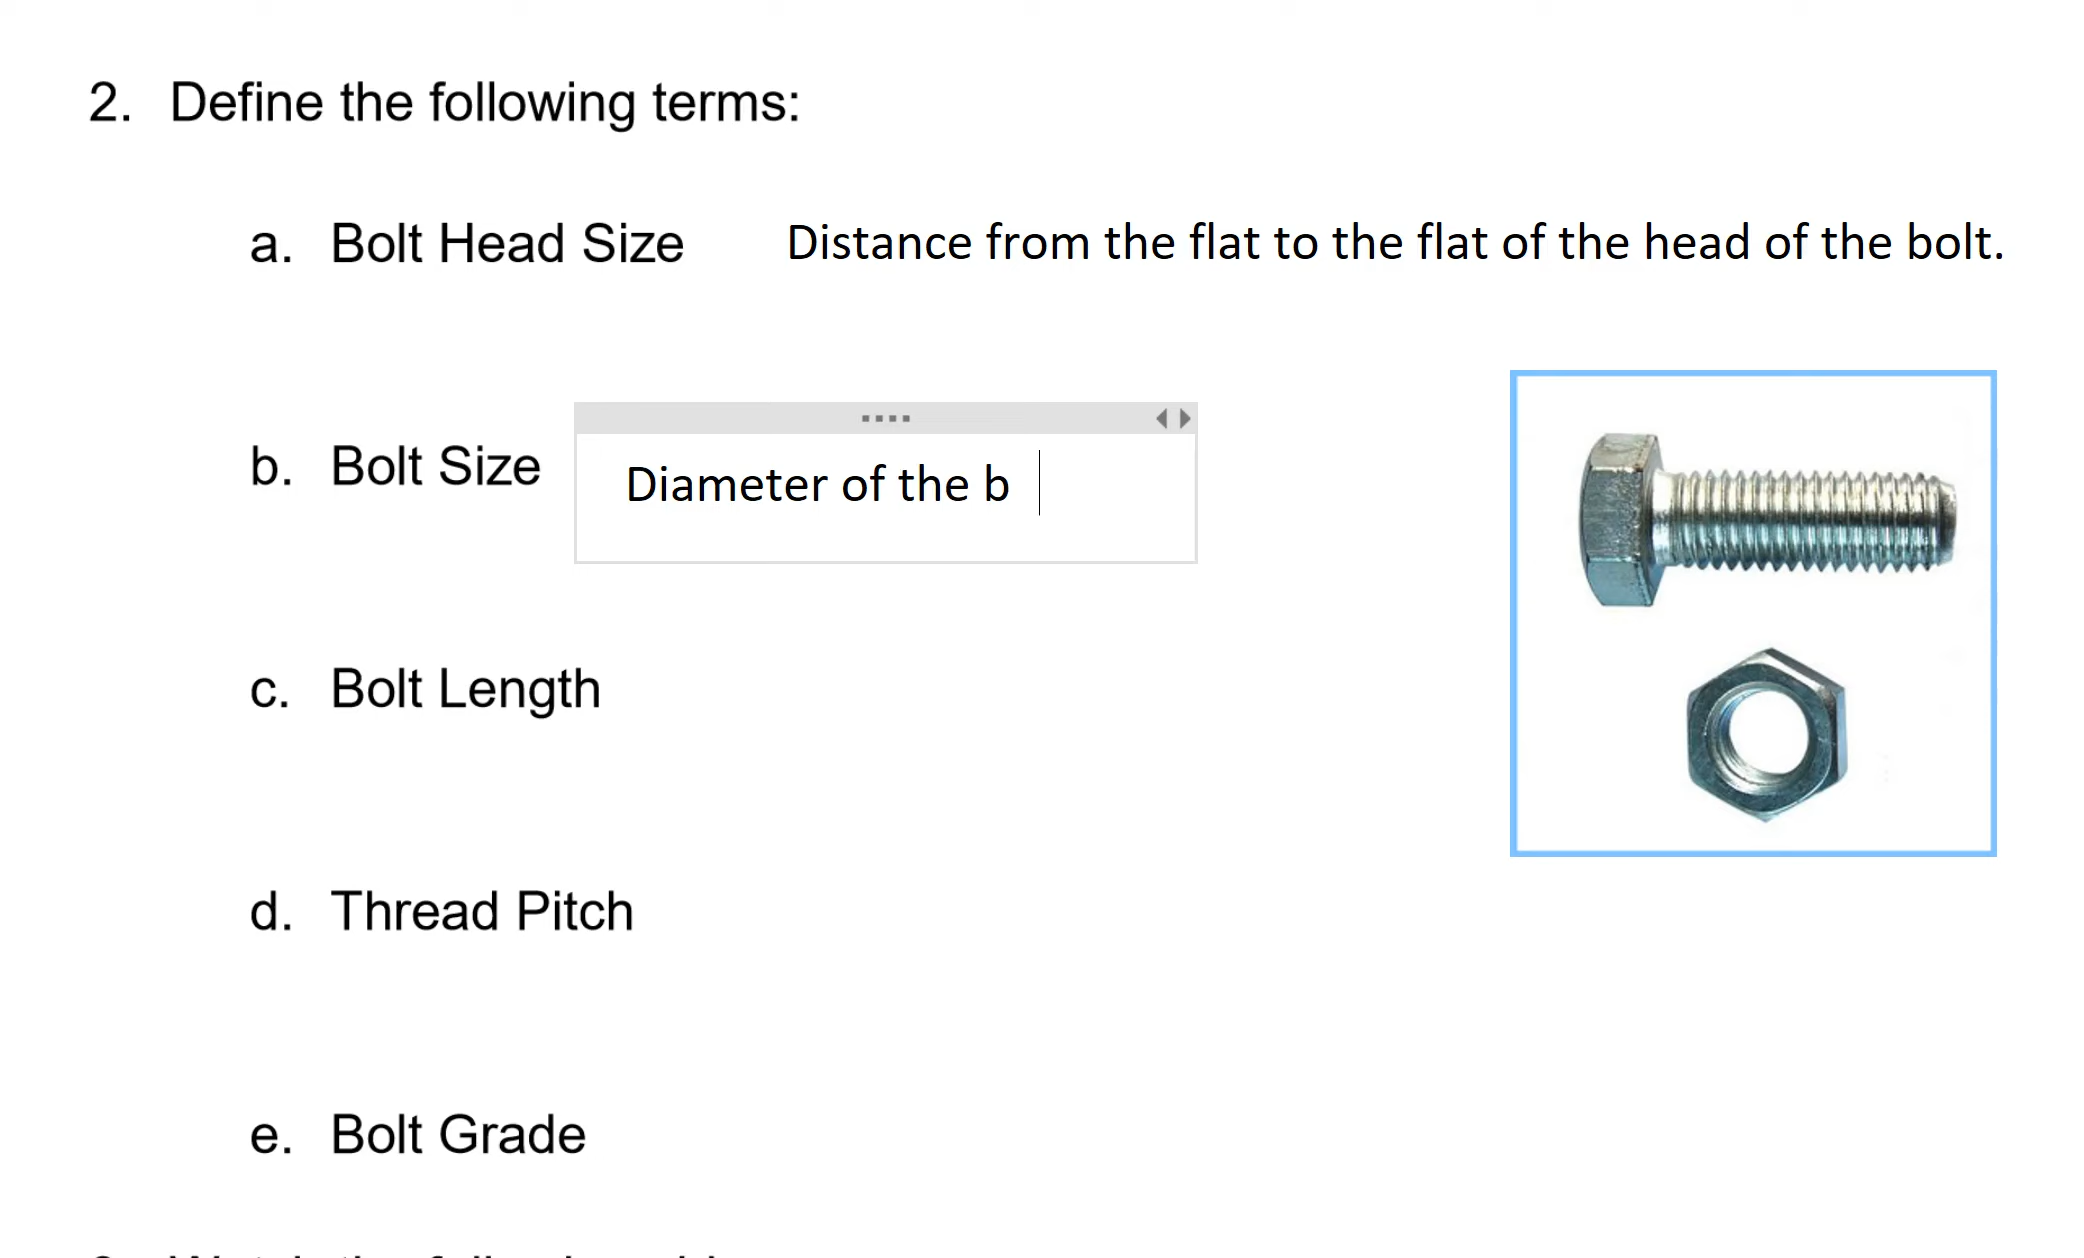 2. Define the following terms:
a. Bolt Head Size Distance from the flat to the flat of the head of the bolt.
b. Bolt Size Diameter of the b
c. Bolt Length
d. Thread Pitch
e. Bolt Grade